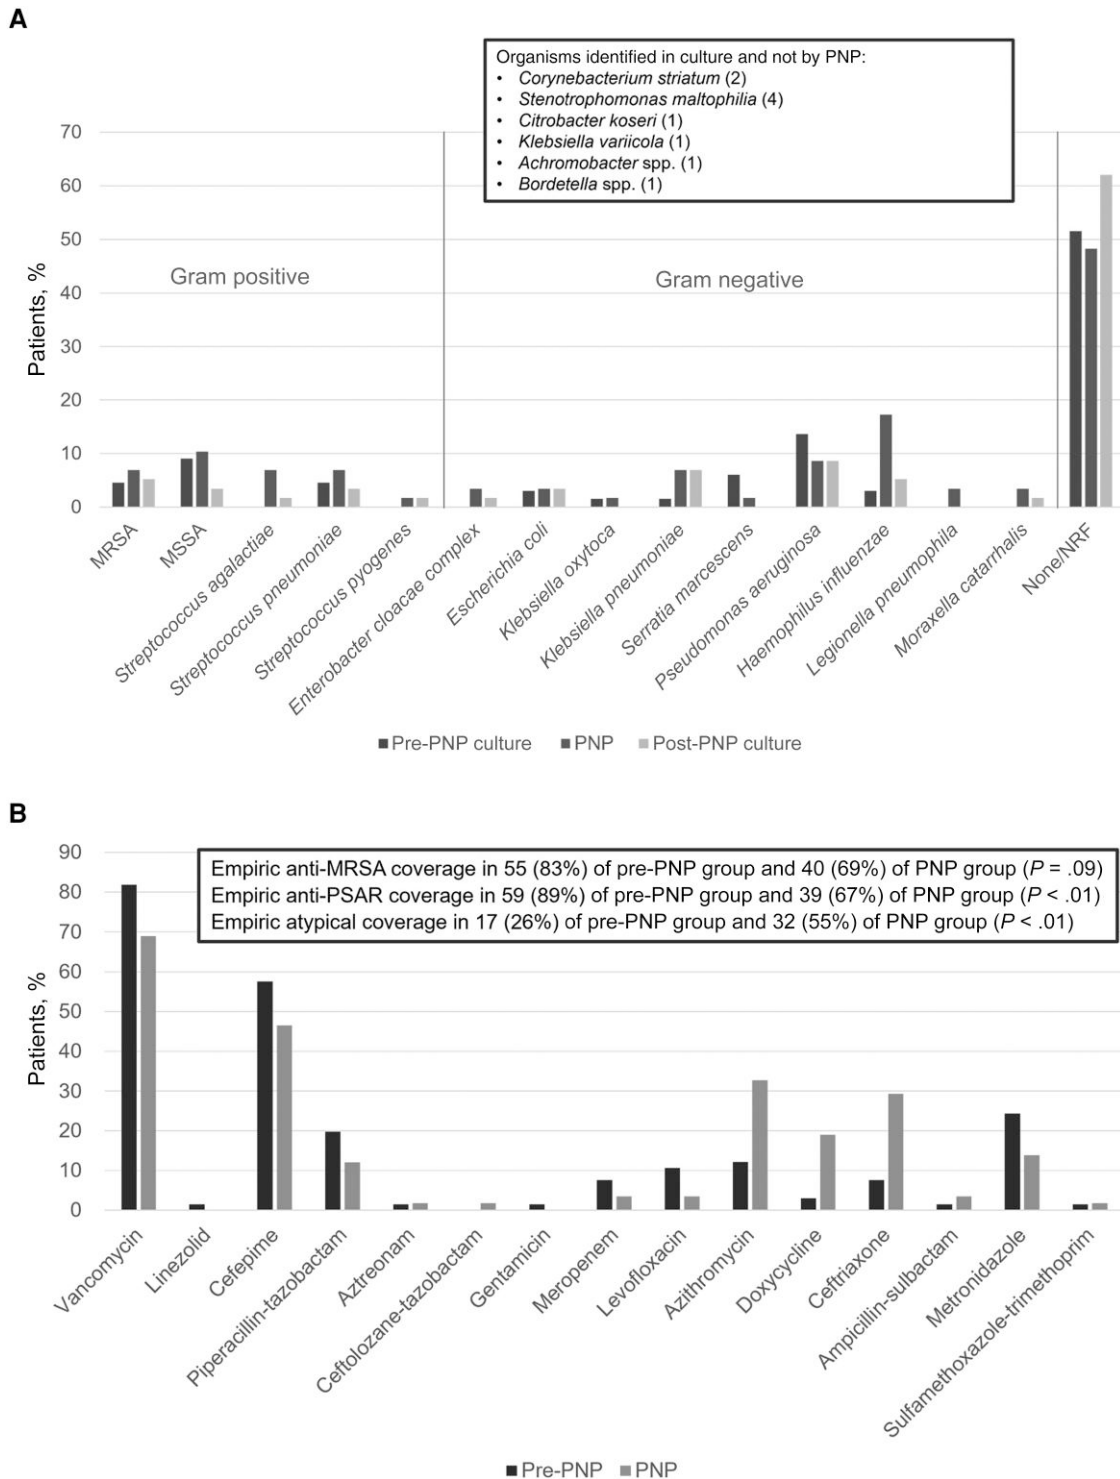 A
Organisms identified in culture and not by PNP:
• Corynebacterium striatum (2)
• Stenotrophomonas maltophilia (4)
• Citrobacter koseri (1)
• Klebsiella variicola (1)
• Achromobacter spp. (1)
• Bordetella spp. (1)
70
60
50
40
30
20
10
0
Patients, %
Gram positive
Gram negative
MRSA
MSSA
Streptococcus agalactiae
Streptococcus pneumoniae
Streptococcus pyogenes
Enterobacter cloacae complex
Escherichia coli
Klebsiella oxytoca
Klebsiella pneumoniae
Serratia marcescens
Pseudomonas aeruginosa
Haemophilus influenzae
Legionella pneumophila
Moraxella catarrhalis
None/NRF
Pre-PNP culture
PNP
Post-PNP culture
B
Empiric anti-MRSA coverage in 55 (83%) of pre-PNP group and 40 (69%) of PNP group (P = .09)
Empiric anti-PSAR coverage in 59 (89%) of pre-PNP group and 39 (67%) of PNP group (P < .01)
Empiric atypical coverage in 17 (26%) of pre-PNP group and 32 (55%) of PNP group (P < .01)
90
80
70
60
50
40
30
20
10
0
Patients, %
Vancomycin
Linezolid
Cefepime
Piperacillin-tazobactam
Aztreonam
Ceftolozane-tazobactam
Gentamicin
Meropenem
Levofloxacin
Azithromycin
Doxycycline
Ceftriaxone
Ampicillin-sulbactam
Metronidazole
Sulfamethoxazole-trimethoprim
Pre-PNP
PNP